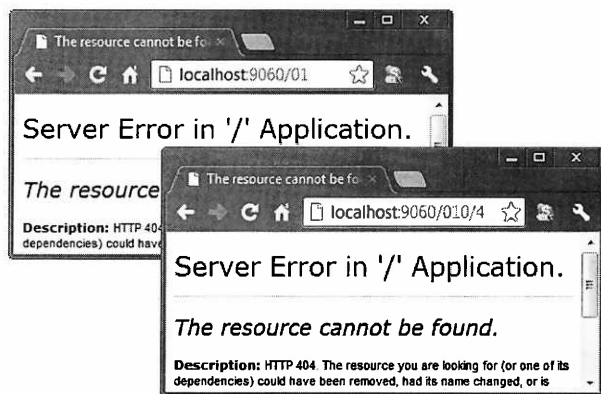 The resource cannot be fo
localhost:9060/01
Server Error in '/' Application.
The resource
Description: HTTP 404
dependencies) could have
The resource cannot be fo
localhost:9060/010/4
Server Error in '/' Application.
The resource cannot be found.
Description: HTTP 404. The resource you are looking for (or one of its
dependencies) could have been removed, had its name changed, or is